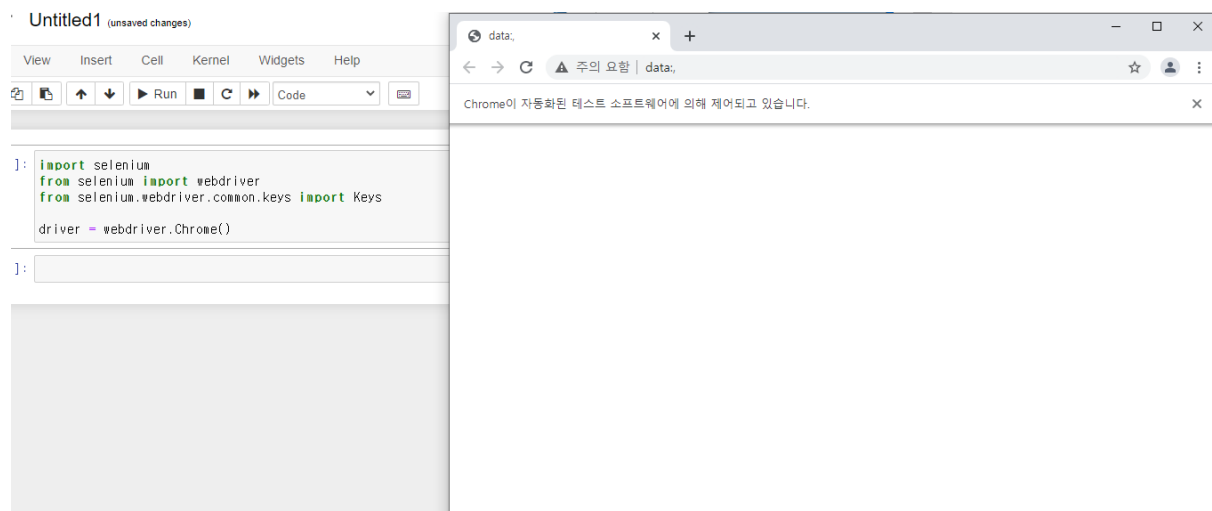 Untitled1 (unsaved changes)
View Insert Cell Kernel Widgets Help
Run Code
]: import selenium
from selenium import webdriver
from selenium.webdriver.common.keys import Keys
driver = webdriver.Chrome()
]:
data:,
주의 요함 | data:,
Chrome이 자동화된 테스트 소프트웨어에 의해 제어되고 있습니다.